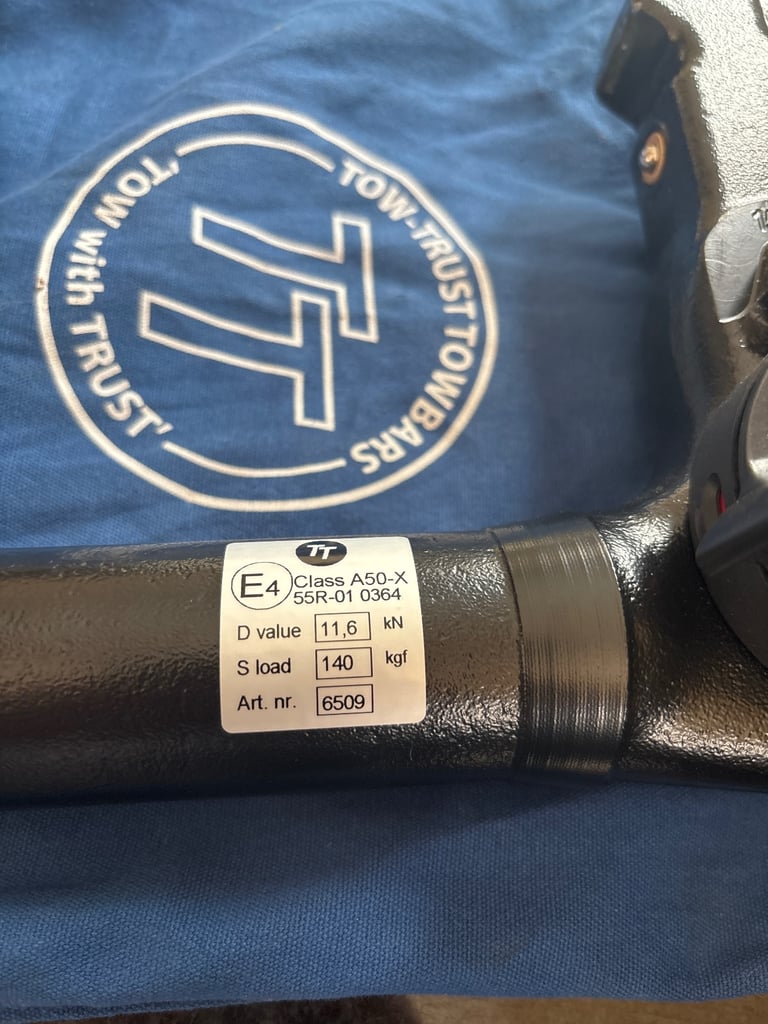 TOW-TRUST TOWBARS
TT
'TOW with TRUST'
TT
E4 Class A50-X
55R-01 0364
D value 11,6 kN
S load 140 kgf
Art. nr. 6509